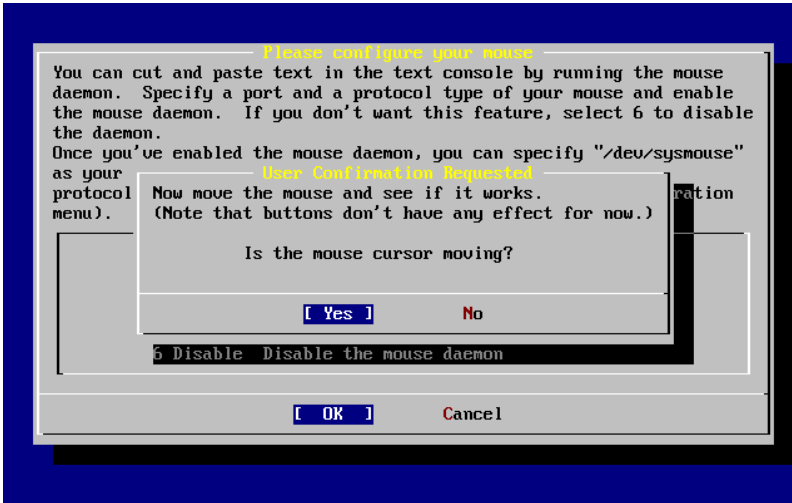 Please configure your mouse
You can cut and paste text in the text console by running the mouse
daemon.  Specify a port and a protocol type of your mouse and enable
the mouse daemon.  If you don't want this feature, select 6 to disable
the daemon.
Once you've enabled the mouse daemon, you can specify "/dev/sysmouse"
as your
protocol ration
menu).
User Confirmation Requested
Now move the mouse and see if it works.
(Note that buttons don't have any effect for now.)
Is the mouse cursor moving?
[ Yes ]       No
6 Disable  Disable the mouse daemon
[  OK  ]       Cancel